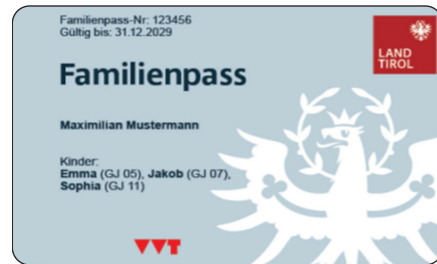 Familienpass-Nr: 123456
Gültig bis: 31.12.2029
LAND
TIROL
Familienpass
Maximilian Mustermann
Kinder:
Emma (GJ 05), Jakob (GJ 07),
Sophia (GJ 11)
VVT